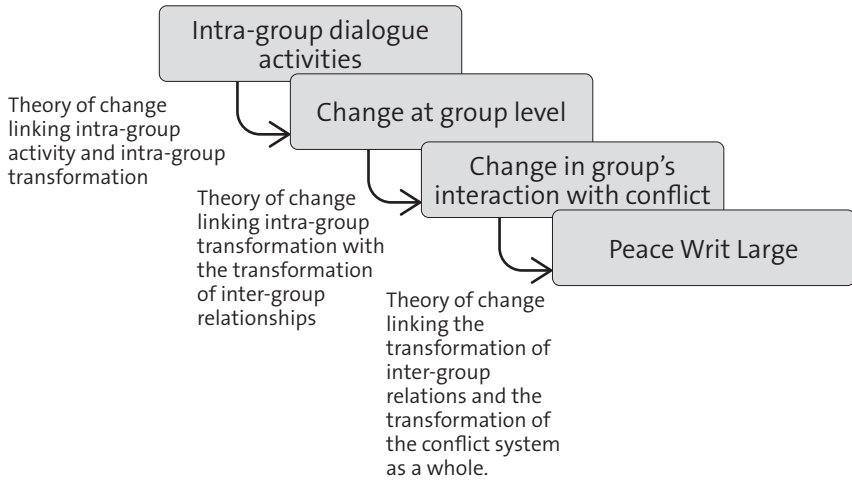 Intra-group dialogue
activities
Theory of change
linking intra-group
activity and intra-group
transformation
Change at group level
Theory of change
linking intra-group
transformation with
the transformation
of inter-group
relationships
Change in group's
interaction with conflict
Theory of change
linking the
transformation of
inter-group
relations and the
transformation of
the conflict system
as a whole.
Peace Writ Large